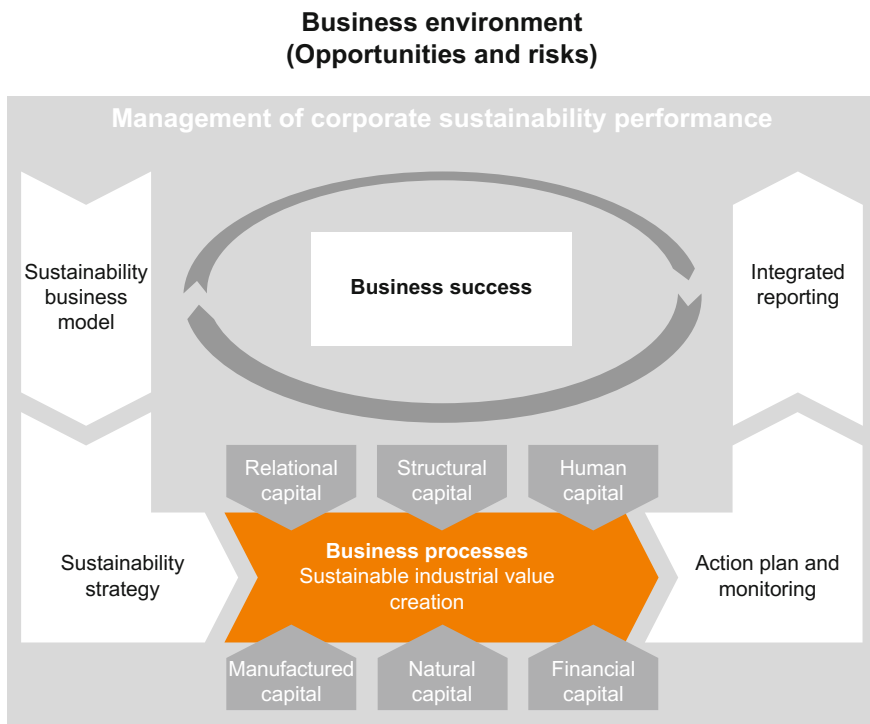 Business environment
(Opportunities and risks)
Management of corporate sustainability performance
Sustainability
business
model
Business success
Integrated
reporting
Relational
capital
Structural
capital
Human
capital
Sustainability
strategy
Business processes
Sustainable industrial value
creation
Action plan and
monitoring
Manufactured
capital
Natural
capital
Financial
capital